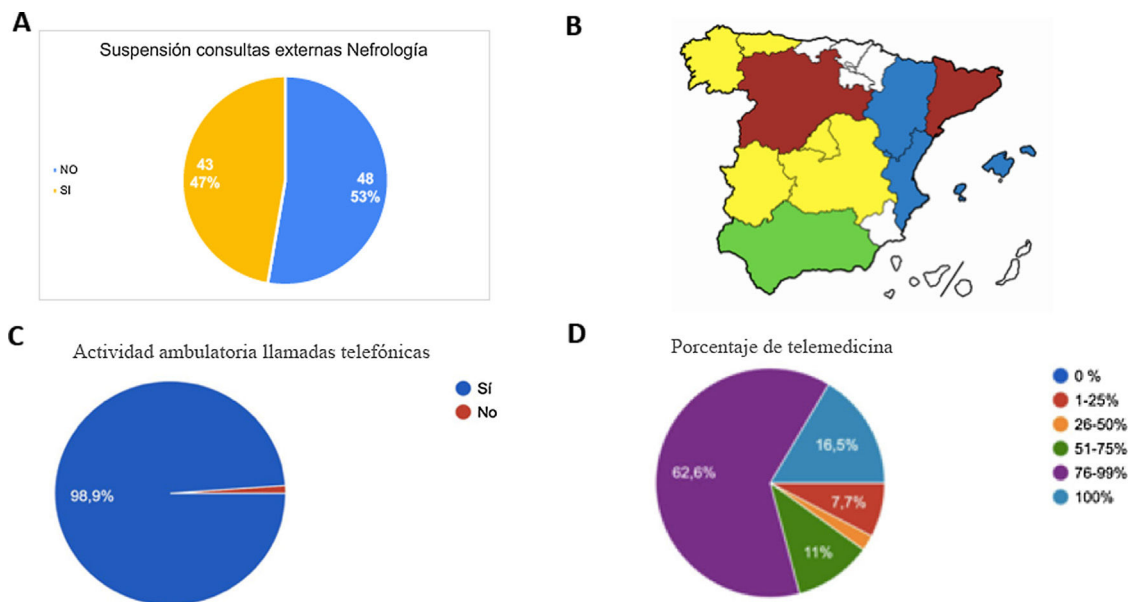 A
Suspensión consultas externas Nefrología
NO
SI
43
47%
48
53%
B
C
Actividad ambulatoria llamadas telefónicas
Sí
No
98,9%
D
Porcentaje de telemedicina
0 %
1-25%
26-50%
51-75%
76-99%
100%
16,5%
62,6%
7,7%
11%